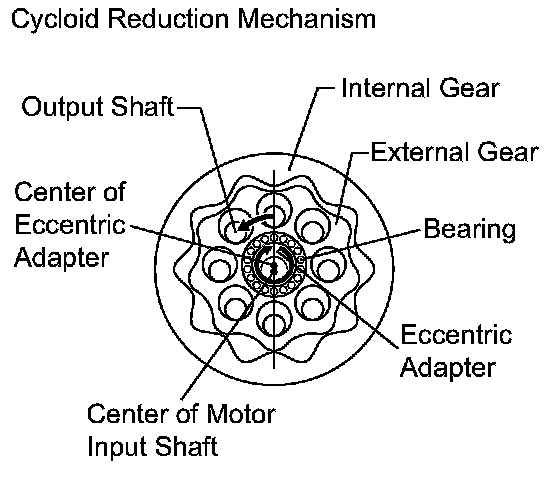 Cycloid Reduction Mechanism
Internal Gear
Output Shaft
External Gear
Center of
Eccentric
Adapter
Bearing
Eccentric
Adapter
Center of Motor
Input Shaft